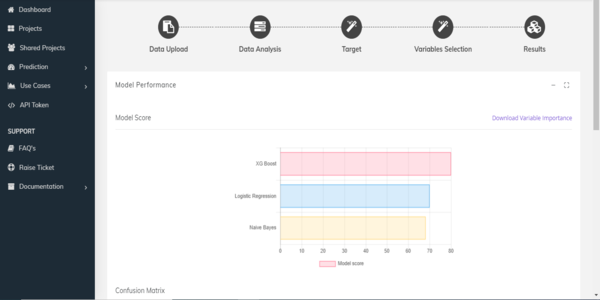 Dashboard
Projects
Shared Projects
Prediction
Use Cases
API Token
SUPPORT
FAQ's
Raise Ticket
Documentation
Data Upload
Data Analysis
Target
Variables Selection
Results
Model Performance
Model Score
Download Variable Importance
XG Boost
Logistic Regression
Naive Bayes
0 10 20 30 40 50 60 70 80
Model score
Confusion Matrix